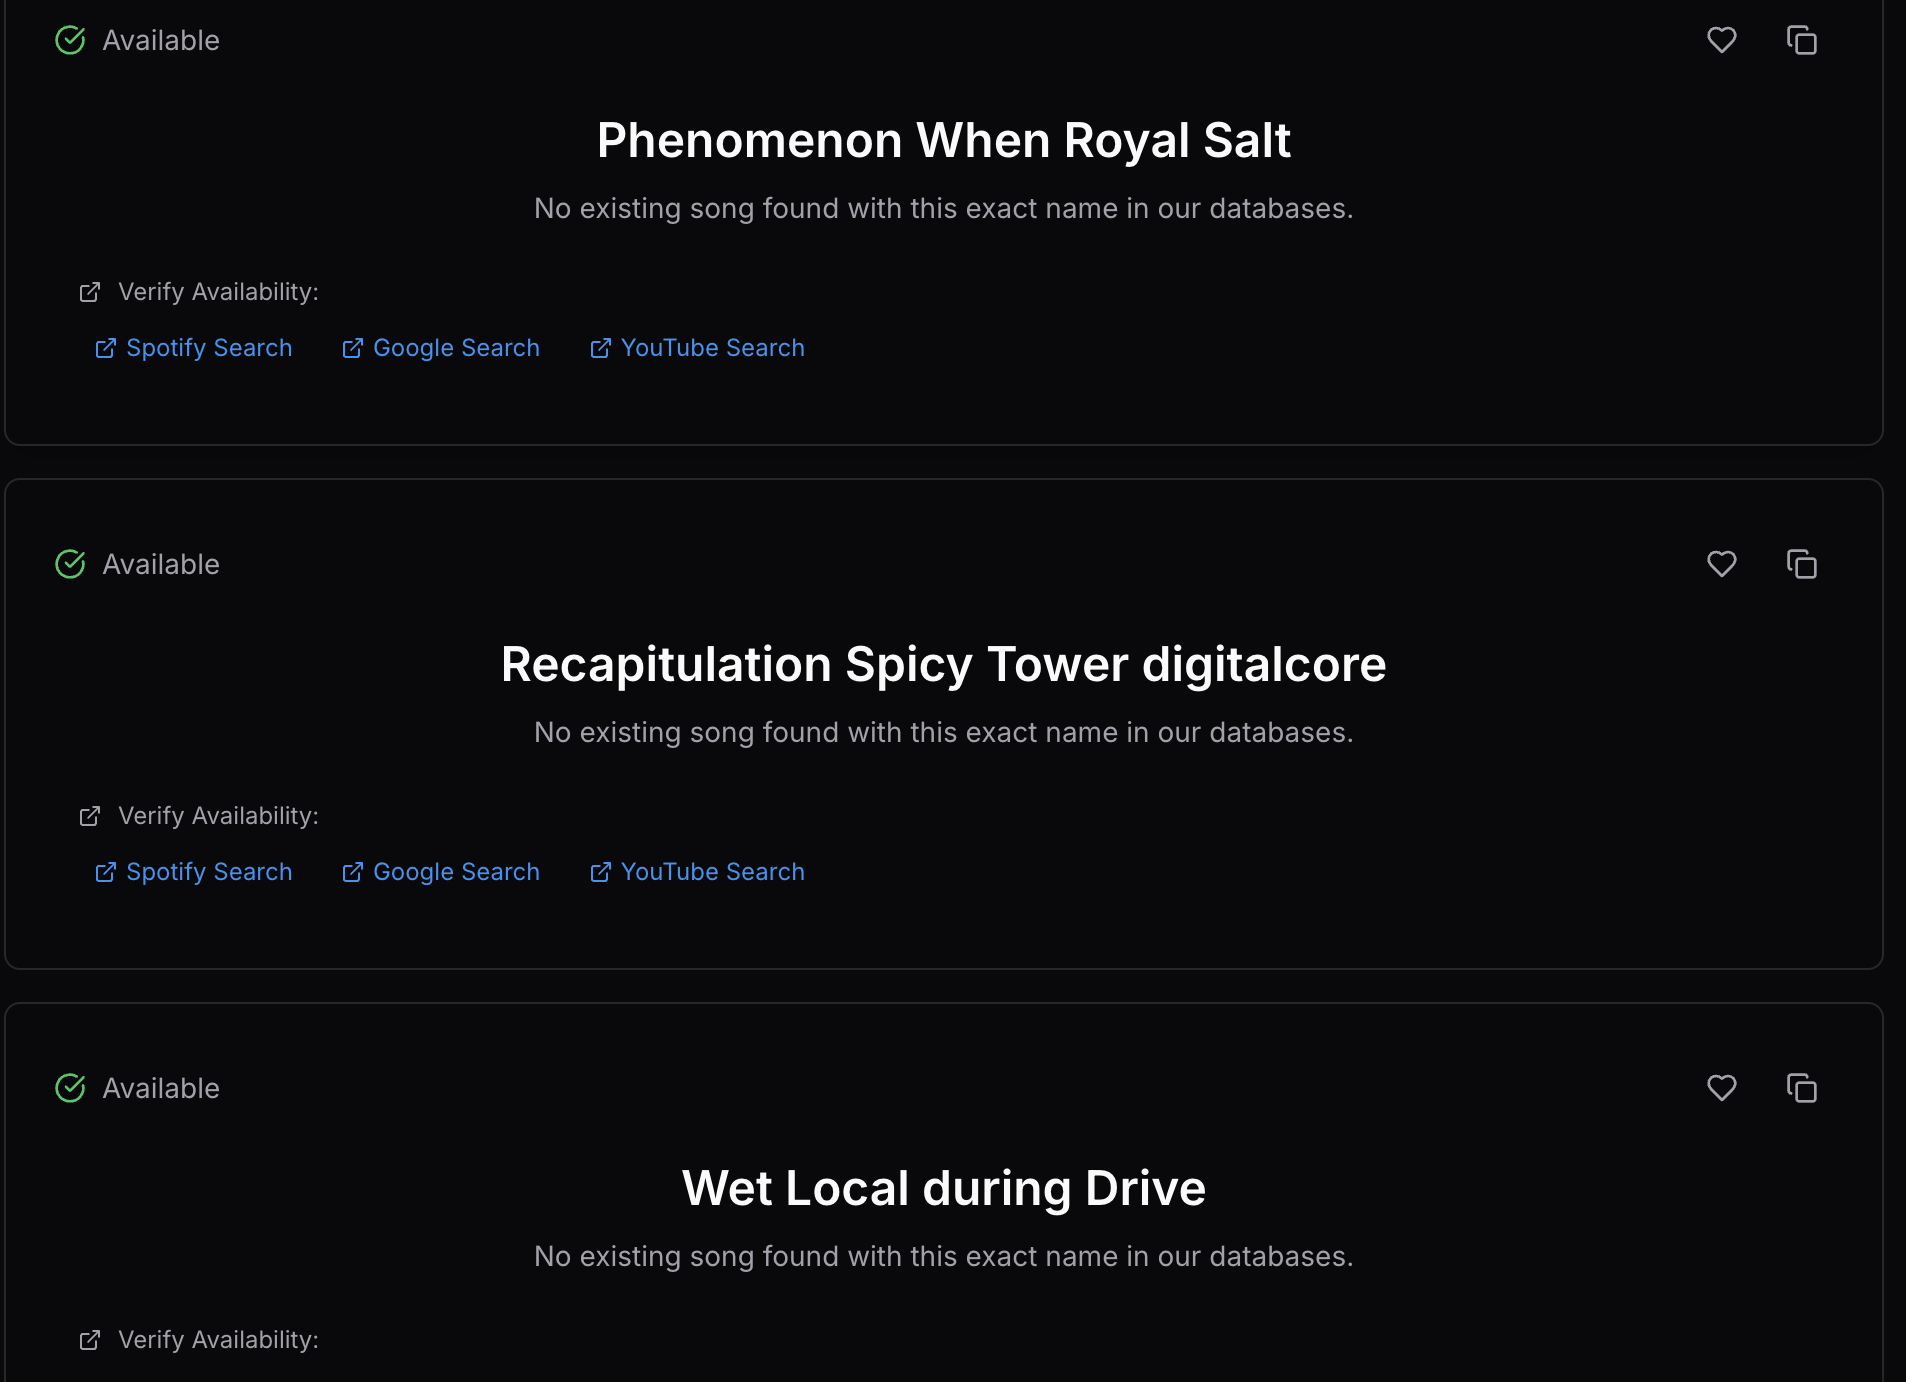 Available
Phenomenon When Royal Salt
No existing song found with this exact name in our databases.
Verify Availability:
Spotify Search Google Search YouTube Search
Available
Recapitulation Spicy Tower digitalcore
No existing song found with this exact name in our databases.
Verify Availability:
Spotify Search Google Search YouTube Search
Available
Wet Local during Drive
No existing song found with this exact name in our databases.
Verify Availability: